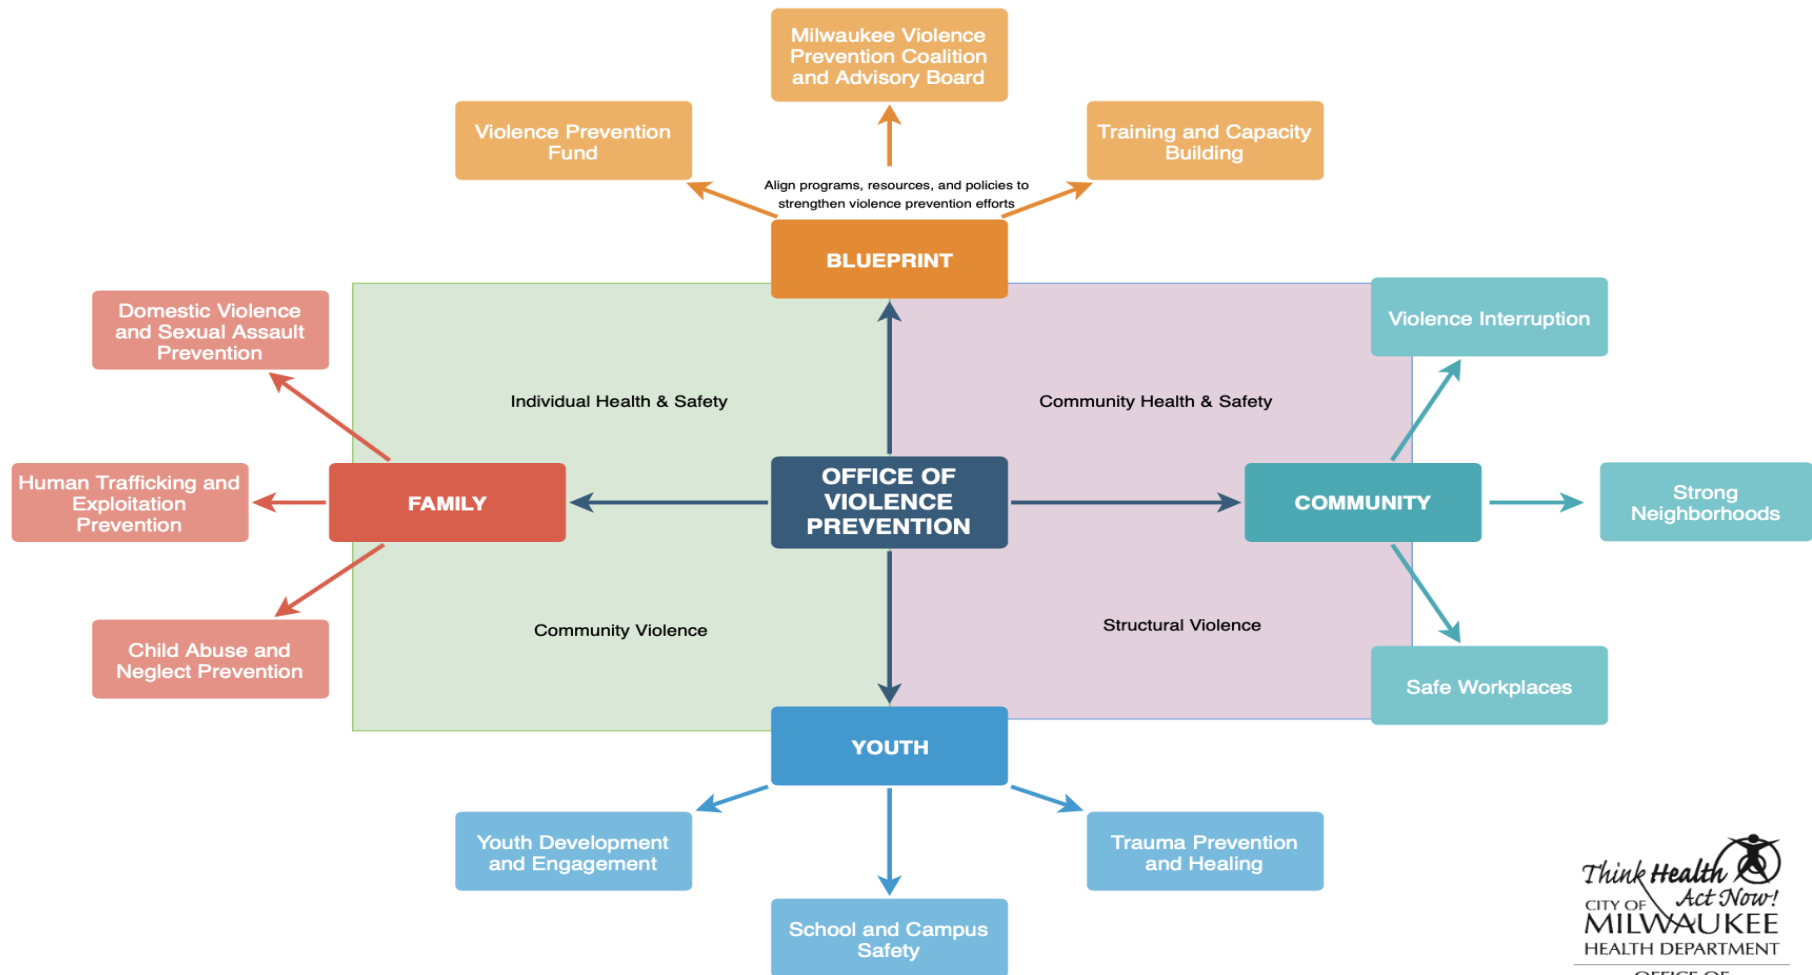 Milwaukee Violence
Prevention Coalition
and Advisory Board
Violence Prevention
Fund
Training and Capacity
Building
Align programs, resources, and policies to
strengthen violence prevention efforts
BLUEPRINT
Domestic Violence
and Sexual Assault
Prevention
Violence Interruption
Individual Health & Safety
Community Health & Safety
Human Trafficking and
Exploitation
Prevention
FAMILY
OFFICE OF
VIOLENCE
PREVENTION
COMMUNITY
Strong
Neighborhoods
Child Abuse and
Neglect Prevention
Community Violence
Structural Violence
Safe Workplaces
YOUTH
Youth Development
and Engagement
Trauma Prevention
and Healing
School and Campus
Safety
Think Health
Act Now!
CITY OF
MILWAUKEE
HEALTH DEPARTMENT
OFFICE OF